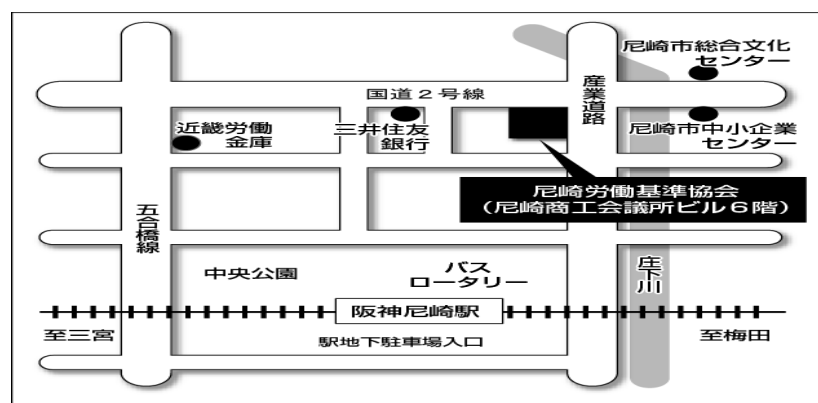 尼崎市総合文化
センター
国道2号線
産業道路
近畿労働
金庫
三井住友
銀行
尼崎市中小企業
センター
尼崎労働基準協会
(尼崎商工会議所ビル6階)
五合橋線
中央公園
バス
ロータリー
庄下川
阪神尼崎駅
至三宮
至梅田
駅地下駐車場入口